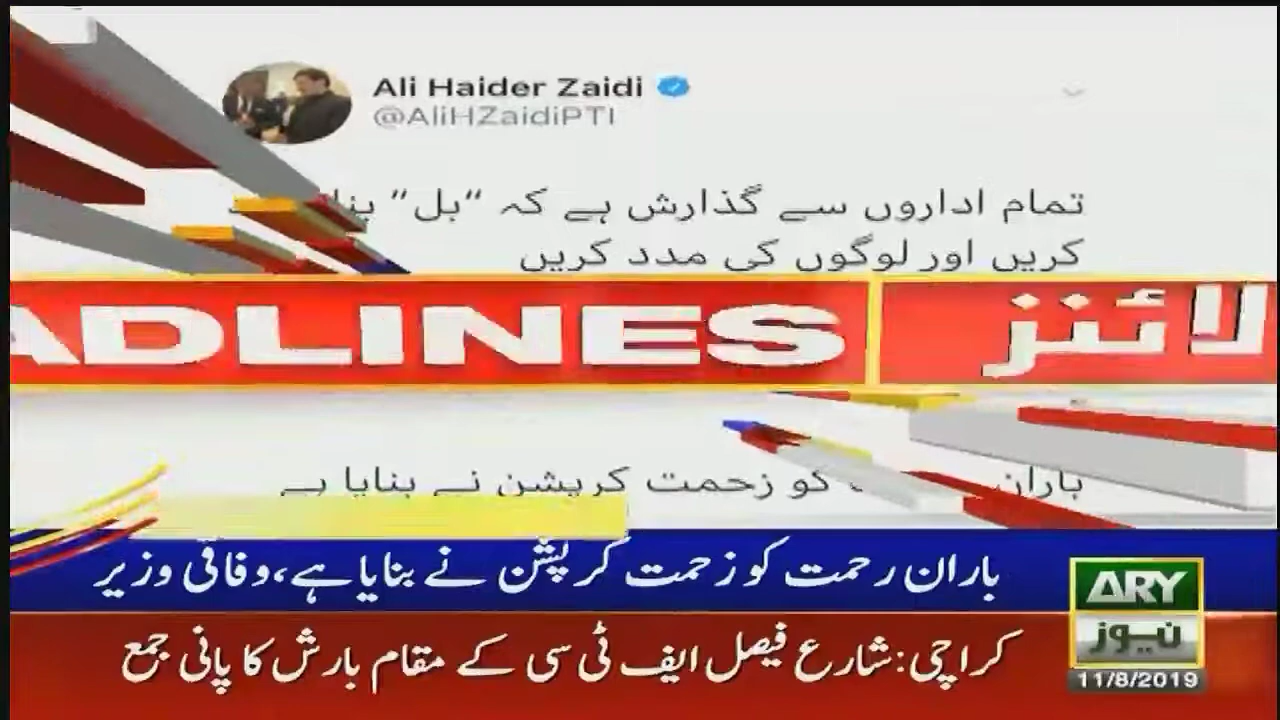 Ali Haider Zaidi
@AliHZaidiPTI
تمام اداروں سے گذارش ہے کہ “بل”
کریں اور لوگوں کی مدد کریں
ADLINES
لائنز
باران کو زحمت کرپشن نے بنایا ہے
باران رحمت کو زحمت کرپشن نے بنایا ہے، وفاقی وزیر
ARY
نیوز
کراچی: شارع فیصل ایف ٹی سی کے مقام بارش کا پانی جمع
11/8/2019